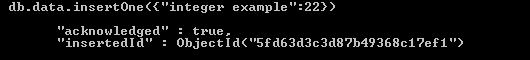 db.data.insertOne({"integer example":22})
"acknowledged" : true,
"insertedId" : ObjectId("5fd63d3c3d87b49368c17ef1")